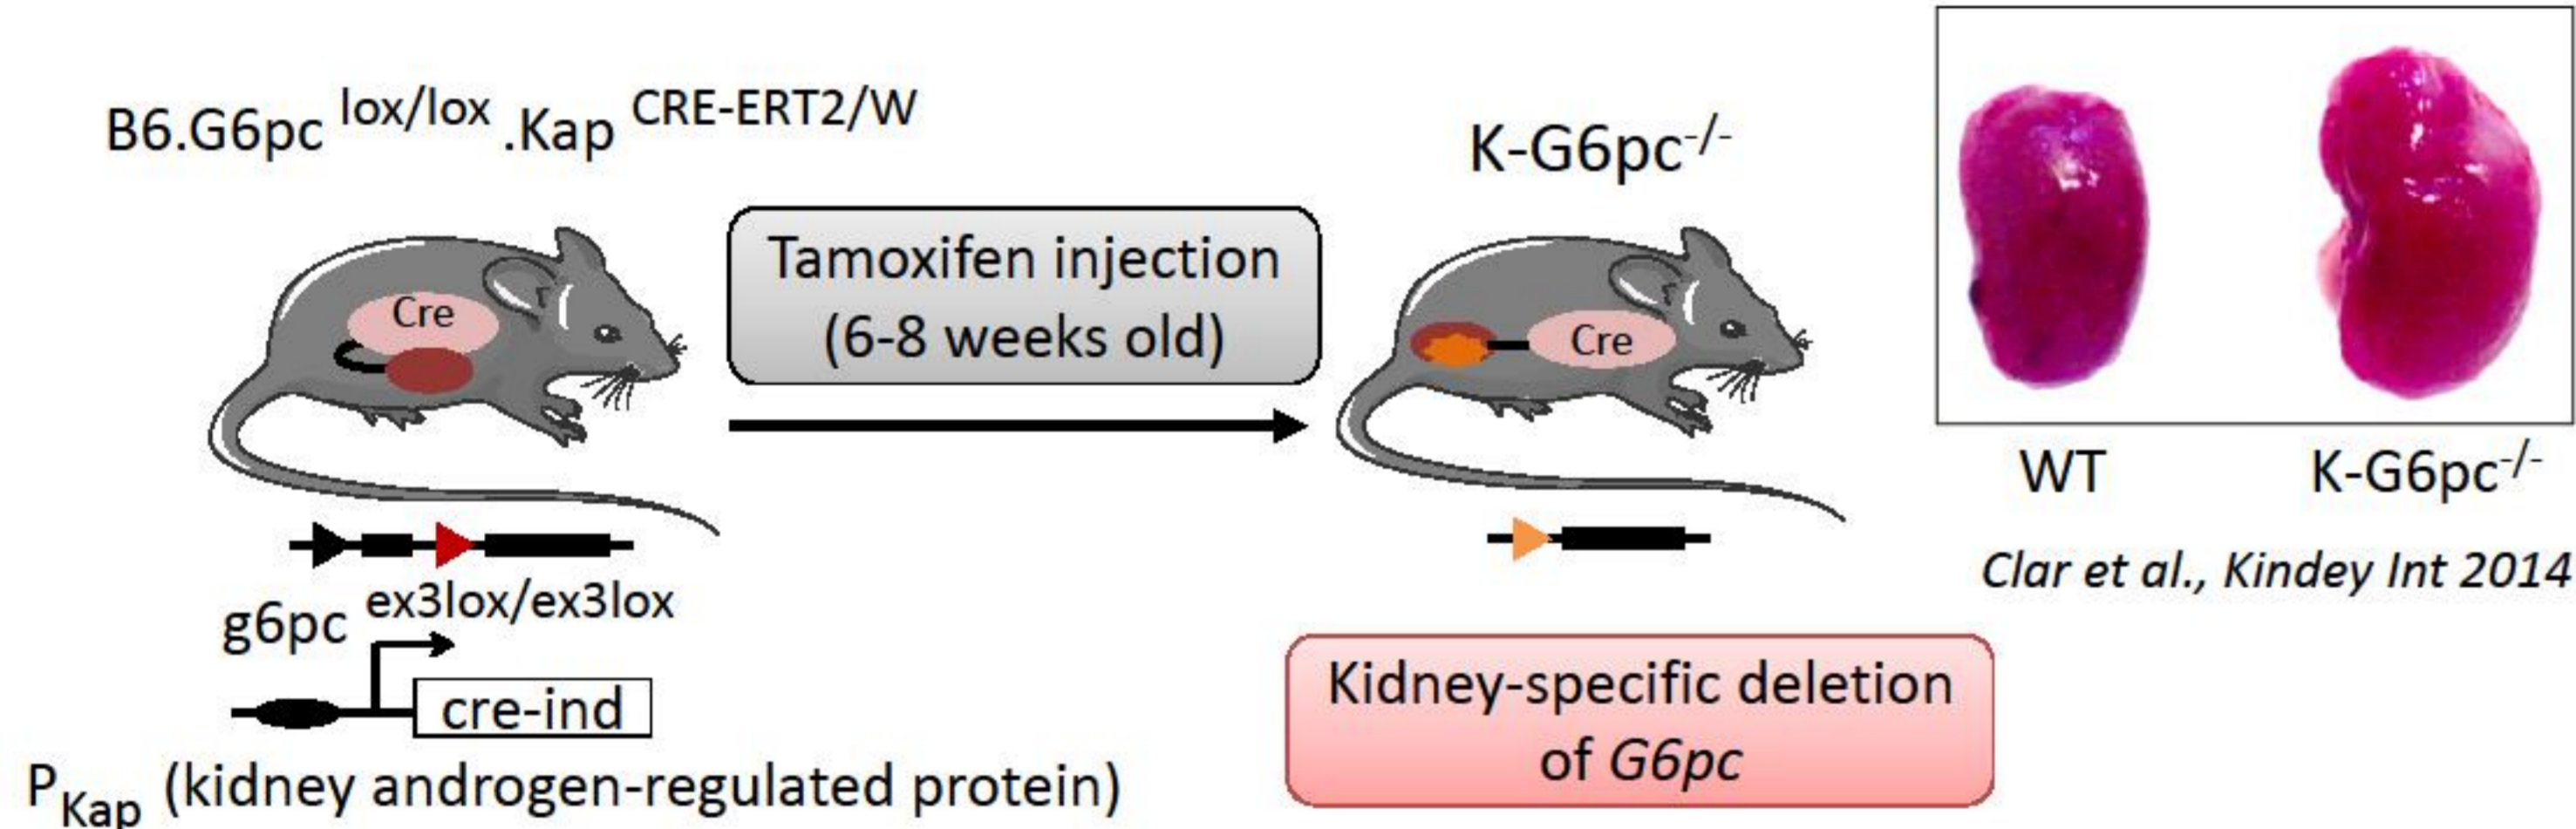 B6.G6pc lox/lox .Kap CRE-ERT2/W
Cre
Tamoxifen injection
(6-8 weeks old)
K-G6pc-/-
Cre
WT
K-G6pc-/-
Clar et al., Kindey Int 2014
g6pc ex3lox/ex3lox
cre-ind
PKap (kidney androgen-regulated protein)
Kidney-specific deletion
of G6pc